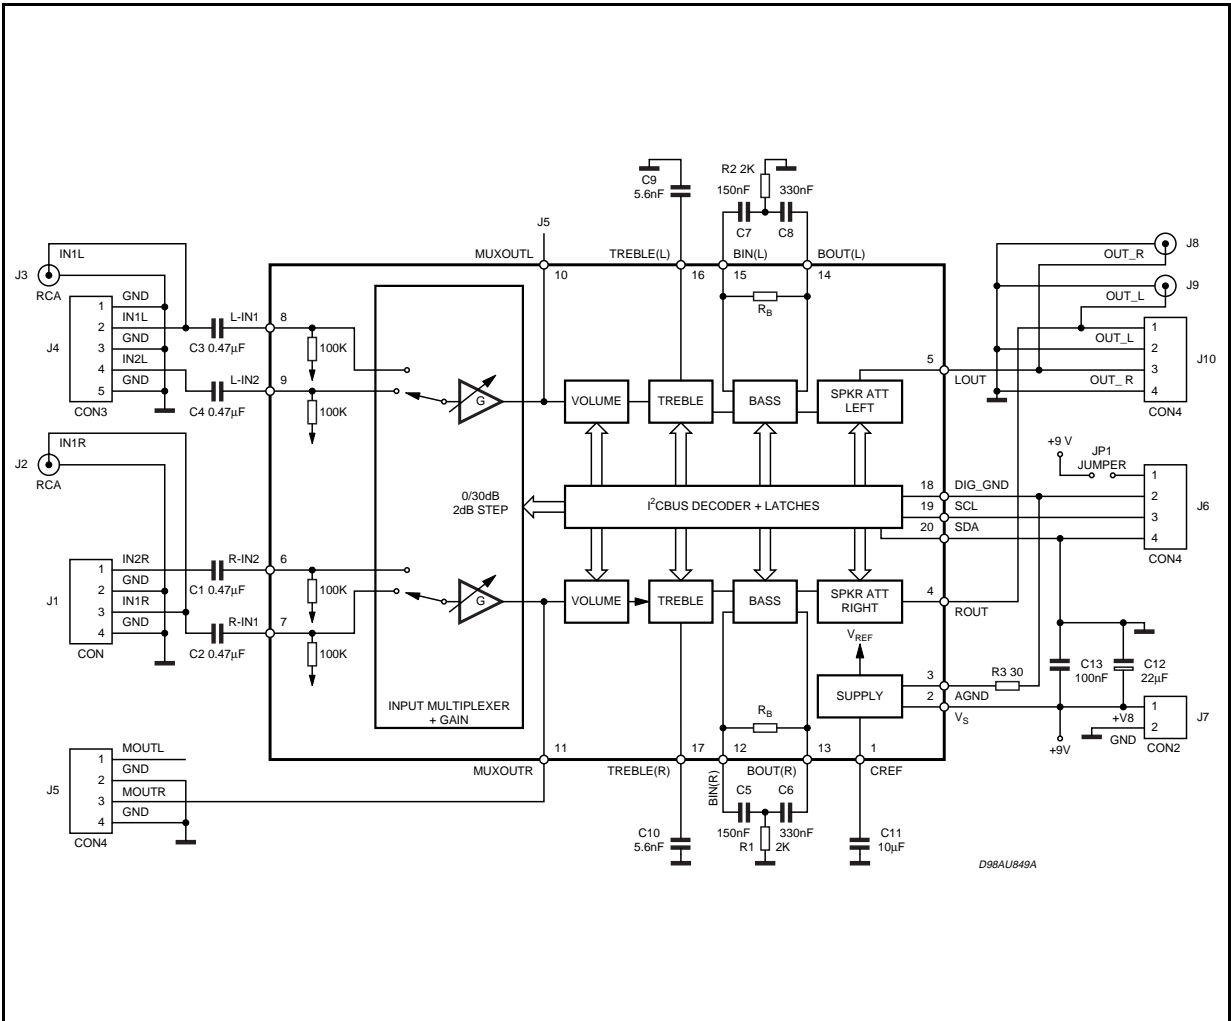 C9
5.6nF
R2 2K
150nF
330nF
C7
C8
J5
MUXOUTL
TREBLE(L)
BIN(L)
BOUT(L)
10
16
15
14
J3
IN1L
RCA
J4
1
2
3
4
5
GND
IN1L
GND
IN2L
GND
CON3
L-IN1
C3 0.47µF
L-IN2
C4 0.47µF
8
9
100K
100K
G
R_B
VOLUME
TREBLE
BASS
SPKR ATT
LEFT
5
LOUT
OUT_R
J8
OUT_L
J9
OUT_L
OUT_ R
1
2
3
4
J10
CON4
J2
IN1R
RCA
0/30dB
2dB STEP
I²CBUS DECODER + LATCHES
18
DIG_GND
19
SCL
20
SDA
+9 V
JP1
JUMPER
1
2
3
4
J6
CON4
J1
1
2
3
4
IN2R
GND
IN1R
GND
CON
R-IN2
C1 0.47µF
R-IN1
C2 0.47µF
6
7
100K
100K
G
INPUT MULTIPLEXER
+ GAIN
VOLUME
TREBLE
BASS
SPKR ATT
RIGHT
4
ROUT
V_REF
SUPPLY
3
AGND
2
V_S
R3 30
C13
100nF
C12
22µF
+V8
GND
+9V
1
2
J7
CON2
R_B
11
17
12
13
1
MUXOUTR
TREBLE(R)
BIN(R)
BOUT(R)
CREF
J5
1
2
3
4
MOUTL
GND
MOUTR
GND
CON4
C10
5.6nF
C5
C6
150nF
330nF
R1
2K
C11
10µF
D98AU849A